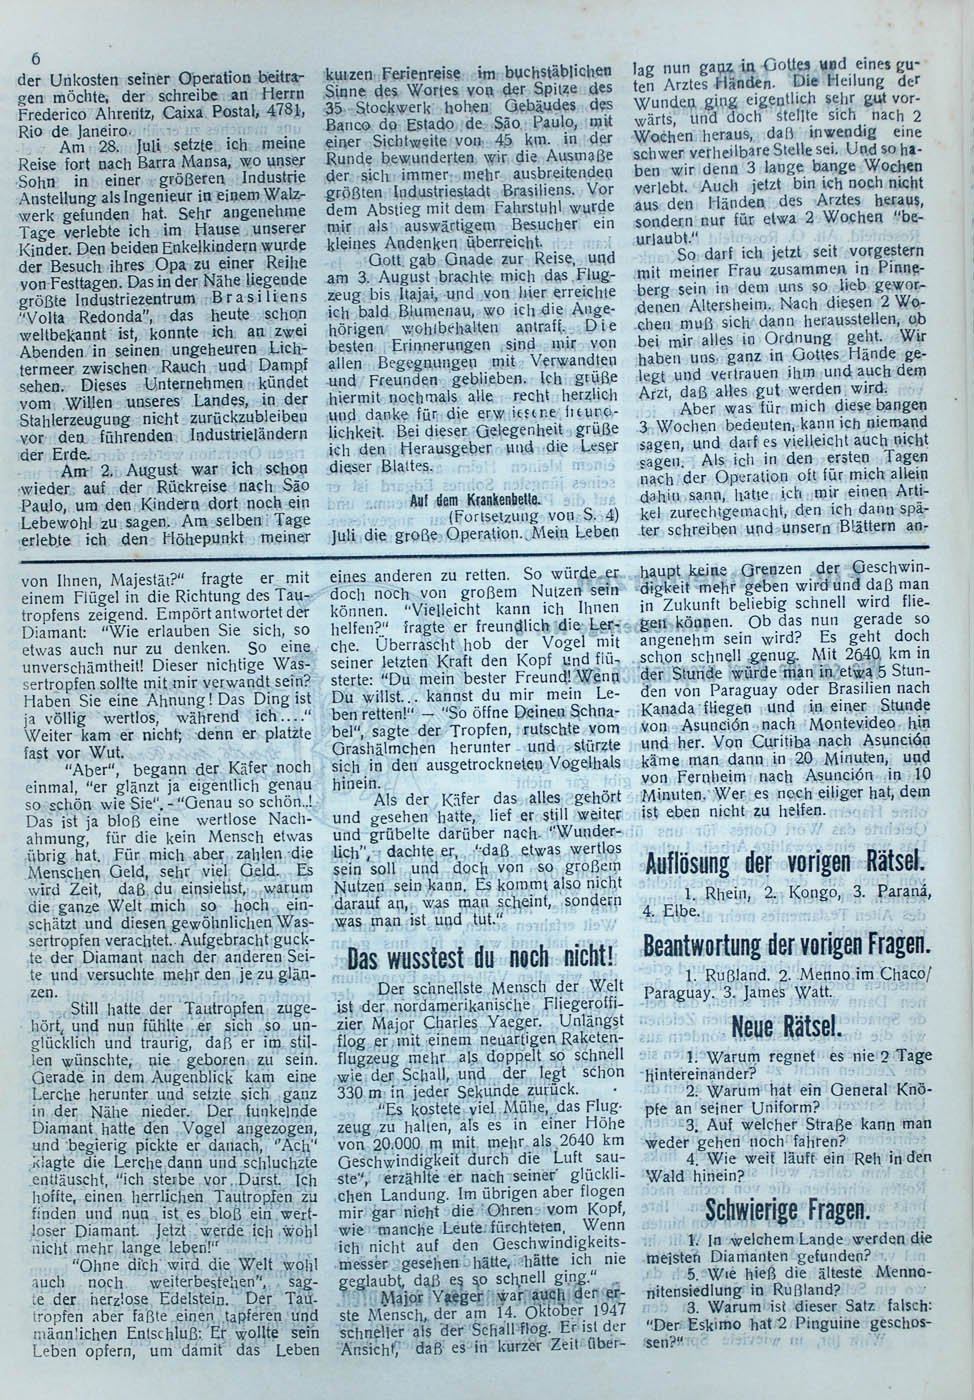 6
der Unkosten seiner Operation beitra-
gen möchte, der schreibe an Herrn
Frederico Ahrentz, Caixa Postal, 4781,
Rio de Janeiro.
Am 28. Juli setzte ich meine
Reise fort nach Barra Mansa, wo unser
Sohn in einer größeren Industrie
Anstellung als Ingenieur in einem Walz-
werk gefunden hat. Sehr angenehme
Tage verlebte ich im Hause unserer
Kinder. Den beiden Enkelkindern wurde
der Besuch ihres Opa zu einer Reihe
von Festtagen. Das in der Nähe liegende
größte Industriezentrum Brasiliens
"Volta Redonda", das heute schon
weltbekannt ist, konnte ich an zwei
Abenden in seinen ungeheuren Lich-
termeer zwischen Rauch und Dampf
sehen. Dieses Unternehmen kündet
vom Willen unseres Landes, in der
Stahlerzeugung nicht zurückzubleiben
vor den führenden Industrieländern
der Erde.
Am 2. August war ich schon
wieder auf der Rückreise nach São
Paulo, um den Kindern dort noch ein
Lebewohl zu sagen. Am selben Tage
erlebte ich den Höhepunkt meiner
kurzen Ferienreise im buchstäblichen
Sinne des Wortes von der Spitze des
35 Stockwerk hohen Gebäudes des
Banco do Estado de São Paulo, mit
einer Sichtweite von 45 km. in der
Runde bewunderten wir die Ausmaße
der sich immer mehr ausbreitenden
größten Industriestadt Brasiliens. Vor
dem Abstieg mit dem Fahrstuhl wurde
mir als auswärtigem Besucher ein
kleines Andenken überreicht.
Gott gab Gnade zur Reise, und
am 3. August brachte mich das Flug-
zeug bis Itajai, und von hier erreichte
ich bald Blumenau, wo ich die Ange-
hörigen wohlbehalten antraf. Die
besten Erinnerungen sind mir von
allen Begegnungen mit Verwandten
und Freunden geblieben. Ich grüße
hiermit nochmals alle recht herzlich
und danke für die
lichkeit. Bei dieser Gelegenheit grüße
ich den Herausgeber und die Leser
dieser Blattes.
Auf dem Krankenbette.
(Fortsetzung von S. 4)
Juli die große Operation. Mein Leben
lag nun ganz in Gottes und eines gu-
ten Arztes Händen. Die Heilung der
Wunden ging eigentlich sehr gut vor-
wärts, und doch stellte sich nach 2
Wochen heraus, daß inwendig eine
schwer verheilbare Stelle sei. Und so ha-
ben wir denn 3 lange bange Wochen
verlebt. Auch jetzt bin ich noch nicht
aus den Händen des Arztes heraus,
sondern nur für etwa 2 Wochen "be-
urlaubt."
So darf ich jetzt seit vorgestern
mit meiner Frau zusammen in Pinne-
berg sein in dem uns so lieb gewor-
denen Altersheim. Nach diesen 2 Wo-
chen muß sich dann herausstellen, ob
bei mir alles in Ordnung geht. Wir
haben uns ganz in Gottes Hände ge-
legt und vertrauen ihm und auch dem
Arzt, daß alles gut werden wird.
Aber was für mich diese bangen
3 Wochen bedeuten, kann ich niemand
sagen, und darf es vielleicht auch nicht
sagen. Als ich in den ersten Tagen
nach der Operation oft für mich allein
dahin sann, hatte ich mir einen Arti-
kel zurechtgemacht, den ich dann spä-
ter schreiben und unsern Blättern an-
von Ihnen, Majestät?" fragte er mit
einem Flügel in die Richtung des Tau-
tropfens zeigend. Empört antwortet der
Diamant: "Wie erlauben Sie sich, so
etwas auch nur zu denken. So eine
unverschämtheit! Dieser nichtige Was-
sertropfen sollte mit mir verwandt sein?
Haben Sie eine Ahnung! Das Ding ist
ja völlig wertlos, während ich...."
Weiter kam er nicht; denn er platzte
fast vor Wut.
"Aber", begann der Käfer noch
einmal, "er glänzt ja eigentlich genau
so schön wie Sie". - "Genau so schön..!
Das ist ja bloß eine wertlose Nach-
ahmung, für die kein Mensch etwas
übrig hat. Für mich aber zahlen die
Menschen Geld, sehr viel Geld. Es
wird Zeit, daß du einsiehst, warum
die ganze Welt mich so hoch ein-
schätzt und diesen gewöhnlichen Was-
sertropfen verachtet. Aufgebracht guck-
te der Diamant nach der anderen Sei-
te und versuchte mehr den je zu glän-
zen.
Still hatte der Tautropfen zuge-
hört, und nun fühlte er sich so un-
glücklich und traurig, daß er im stil-
len wünschte, nie geboren zu sein.
Gerade in dem Augenblick kam eine
Lerche herunter und setzte sich ganz
in der Nähe nieder. Der funkelnde
Diamant hatte den Vogel angezogen,
und begierig pickte er danach, "Ach"
klagte die Lerche dann und schluchzte
enttäuscht, "ich sterbe vor Durst. Ich
hoffte, einen herrlichen Tautropfen zu
finden und nun ist es bloß ein wert-
loser Diamant. Jetzt werde ich wohl
nicht mehr lange leben!"
"Ohne dich wird die Welt wohl
auch noch weiterbestehen", sag-
te der herzlose Edelstein. Der Tau-
tropfen aber faßte einen tapferen und
männlichen Entschluß: Er wollte sein
Leben opfern, um damit das Leben
eines anderen zu retten. So würde er
doch noch von großem Nutzen sein
können. "Vielleicht kann ich Ihnen
helfen?" fragte er freundlich die Ler-
che. Überrascht hob der Vogel mit
seiner letzten Kraft den Kopf und flü-
sterte: "Du mein bester Freund! Wenn
Du willst... kannst du mir mein Le-
ben retten!" — "So öffne Deinen Schna-
bel", sagte der Tropfen, rutschte vom
Grashälmchen herunter und stürzte
sich in den ausgetrockneten Vogelhals
hinein.
Als der Käfer das alles gehört
und gesehen hatte, lief er still weiter
und grübelte darüber nach. "Wunder-
lich", dachte er, "daß etwas wertlos
sein soll und doch von so großem
Nutzen sein kann. Es kommt also nicht
darauf an, was man scheint, sondern
was man ist und tut."
Das wusstest du noch nicht!
Der schnellste Mensch der Welt
ist der nordamerikanische Fliegeroffi-
zier Major Charles Yaeger. Unlängst
flog er mit einem neuartigen Raketen-
flugzeug mehr als doppelt so schnell
wie der Schall, und der legt schon
330 m in jeder Sekunde zurück.
"Es kostete viel Mühe, das Flug-
zeug zu halten, als es in einer Höhe
von 20.000 m mit mehr als 2640 km
Geschwindigkeit durch die Luft sau-
ste", erzählte er nach seiner glückli-
chen Landung. Im übrigen aber flogen
mir gar nicht die Ohren vom Kopf,
wie manche Leute fürchteten, Wenn
ich nicht auf den Geschwindigkeits-
messer gesehen hätte, hätte ich nie
geglaubt, daß es so schnell ging."
Major Yaeger war auch der er-
ste Mensch, der am 14. Oktober 1947
schneller als der Schall flog. Er ist der
Ansicht, daß es in kurzer Zeit über-
haupt keine Grenzen der Geschwin-
digkeit mehr geben wird und daß man
in Zukunft beliebig schnell wird flie-
gen können. Ob das nun gerade so
angenehm sein wird? Es geht doch
schon schnell genug. Mit 2640 km in
der Stunde würde man in etwa 5 Stun-
den von Paraguay oder Brasilien nach
Kanada fliegen und in einer Stunde
von Asunción nach Montevideo hin
und her. Von Curitiba nach Asunción
käme man dann in 20 Minuten, und
von Fernheim nach Asunción in 10
Minuten. Wer es noch eiliger hat, dem
ist eben nicht zu helfen.
Auflösung der vorigen Rätsel.
1. Rhein, 2. Kongo, 3. Paraná,
4. Elbe.
Beantwortung der vorigen Fragen.
1. Rußland. 2. Menno im Chaco/
Paraguay. 3. James Watt.
Neue Rätsel.
1. Warum regnet es nie 2 Tage
hintereinander?
2. Warum hat ein General Knö-
pfe an seiner Uniform?
3. Auf welcher Straße kann man
weder gehen noch fahren?
4. Wie weit läuft ein Reh in den
Wald hinein?
Schwierige Fragen.
1. In welchem Lande werden die
meisten Diamanten gefunden?
5. Wie hieß die älteste Menno-
nitensiedlung in Rußland?
3. Warum ist dieser Satz falsch:
"Der Eskimo hat 2 Pinguine geschos-
sen?"